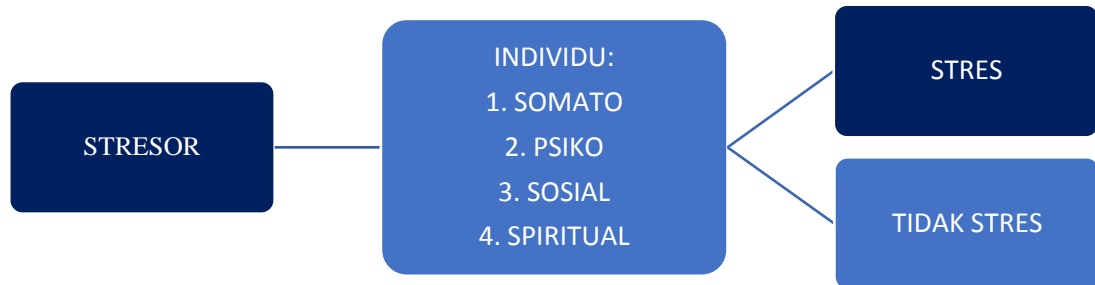 STRESOR
INDIVIDU:
1. SOMATO
2. PSIKO
3. SOSIAL
4. SPIRITUAL
STRES
TIDAK STRES